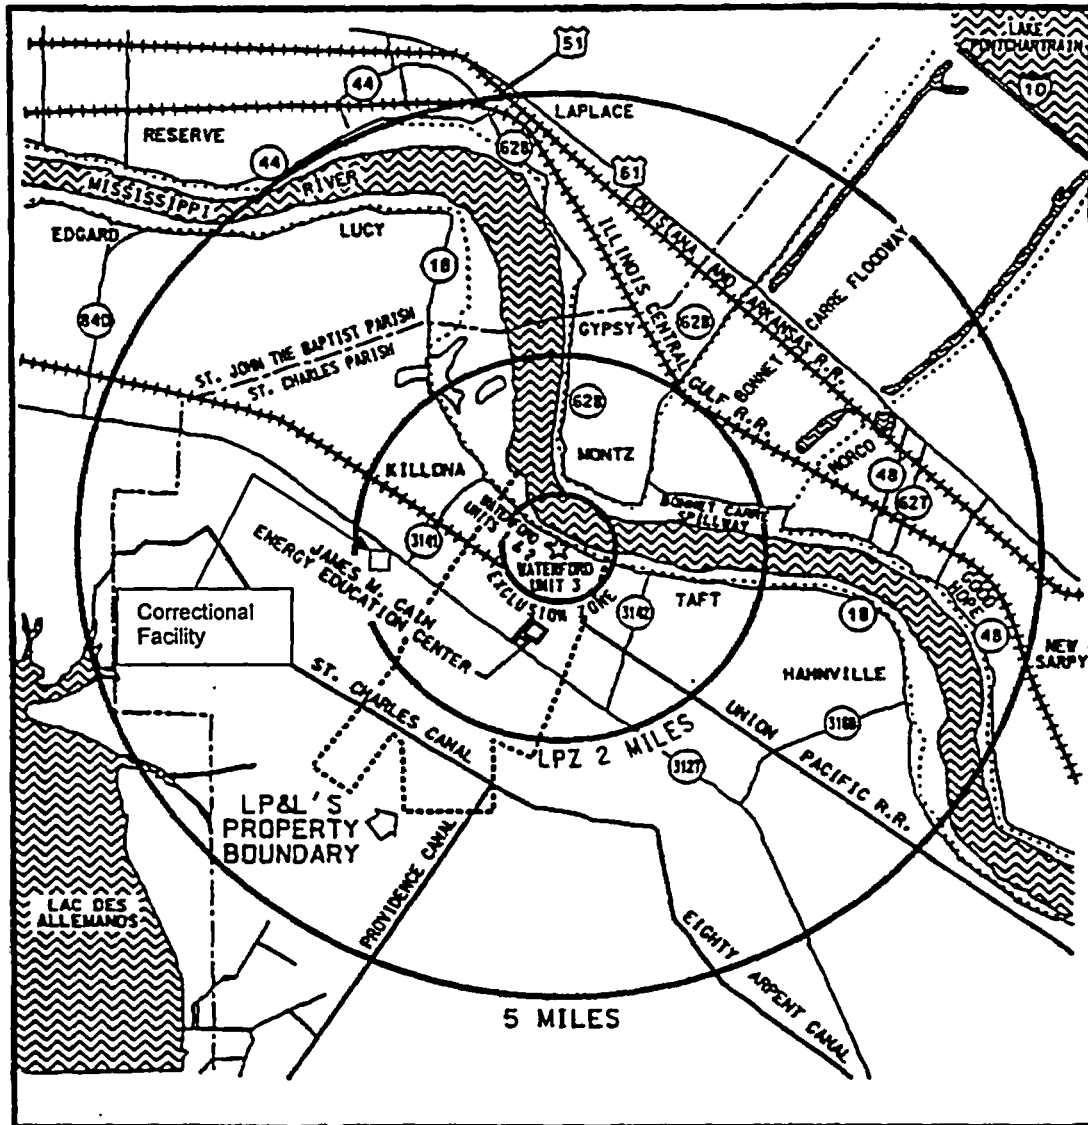 LAKE
PONTCHARTRAIN
10
51
44
LAPLACE
RESERVE
44
628
61
MISSISSIPPI RIVER
LOUISIANA AND ARKANSAS R.R.
ILLINOIS CENTRAL GULF R.R.
EDGARD
LUCY
18
BONNET CARRE FLOODWAY
640
ST. JOHN THE BAPTIST PARISH
ST. CHARLES PARISH
GYPSY
628
628
KILLONA
MONTZ
NORCO
48
627
BONNET CARRE
SPILLWAY
WATERFORD
UNITS
1 & 2
WATERFORD
UNIT 3
EXCLUSION ZONE
3141
JAMES M. CAIN
ENERGY EDUCATION CENTER
3142
TAFT
18
GOOD
HOPE
48
NEW
SARPY
Correctional
Facility
HAHNVILLE
ST. CHARLES CANAL
LPZ 2 MILES
UNION PACIFIC R.R.
3160
3127
LP&L'S
PROPERTY
BOUNDARY
PROVIDENCE CANAL
LAC DES
ALLEMANDS
EIGHTY ARPENT CANAL
5 MILES